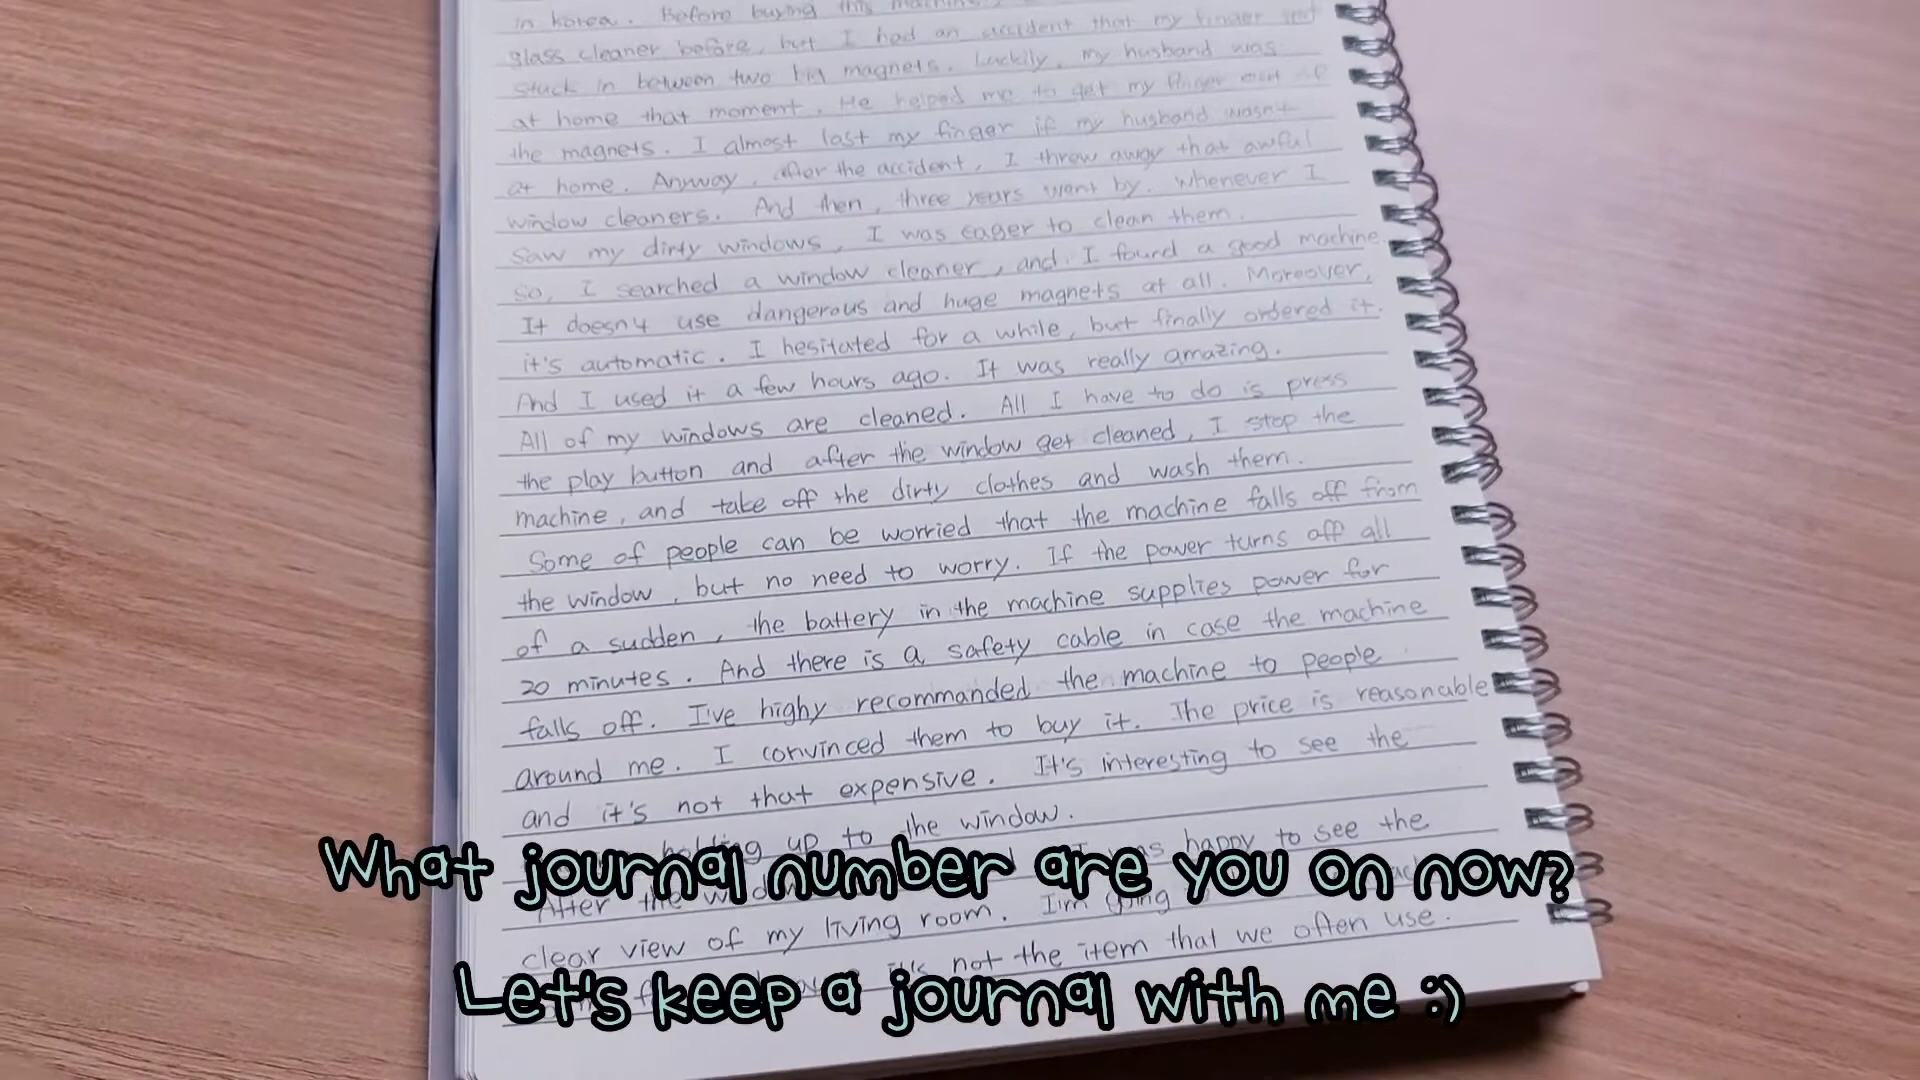 in korea. Before buying this machine,
glass cleaner before, but I had an accident that my finger got
stuck in between two big magnets. Luckily, my husband was
at home that moment. He helped me to get my finger out of
the magnets. I almost lost my finger if my husband wasn't
at home. Anyway, after the accident, I threw away that awful
window cleaners. And then, three years went by. Whenever I
saw my dirty windows, I was eager to clean them.
So, I searched a window cleaner, and I found a good machine.
It doesn't use dangerous and huge magnets at all. Moreover,
it's automatic. I hesitated for a while, but finally ordered it.
And I used it a few hours ago. It was really amazing.
All of my windows are cleaned. All I have to do is press
the play button and after the window get cleaned, I stop the
machine, and take off the dirty clothes and wash them.
Some of people can be worried that the machine falls off from
the window, but no need to worry. If the power turns off all
of a sudden, the battery in the machine supplies power for
20 minutes. And there is a safety cable in case the machine
falls off. I've highy recommanded the machine to people
around me. I convinced them to buy it. The price is reasonable
and it's not that expensive. It's interesting to see the
holding up to the window.
After the happy to see the
clear view of my living room. I'm going
it's not the item that we often use.
What journal number are you on now?
Let's keep a journal with me :)